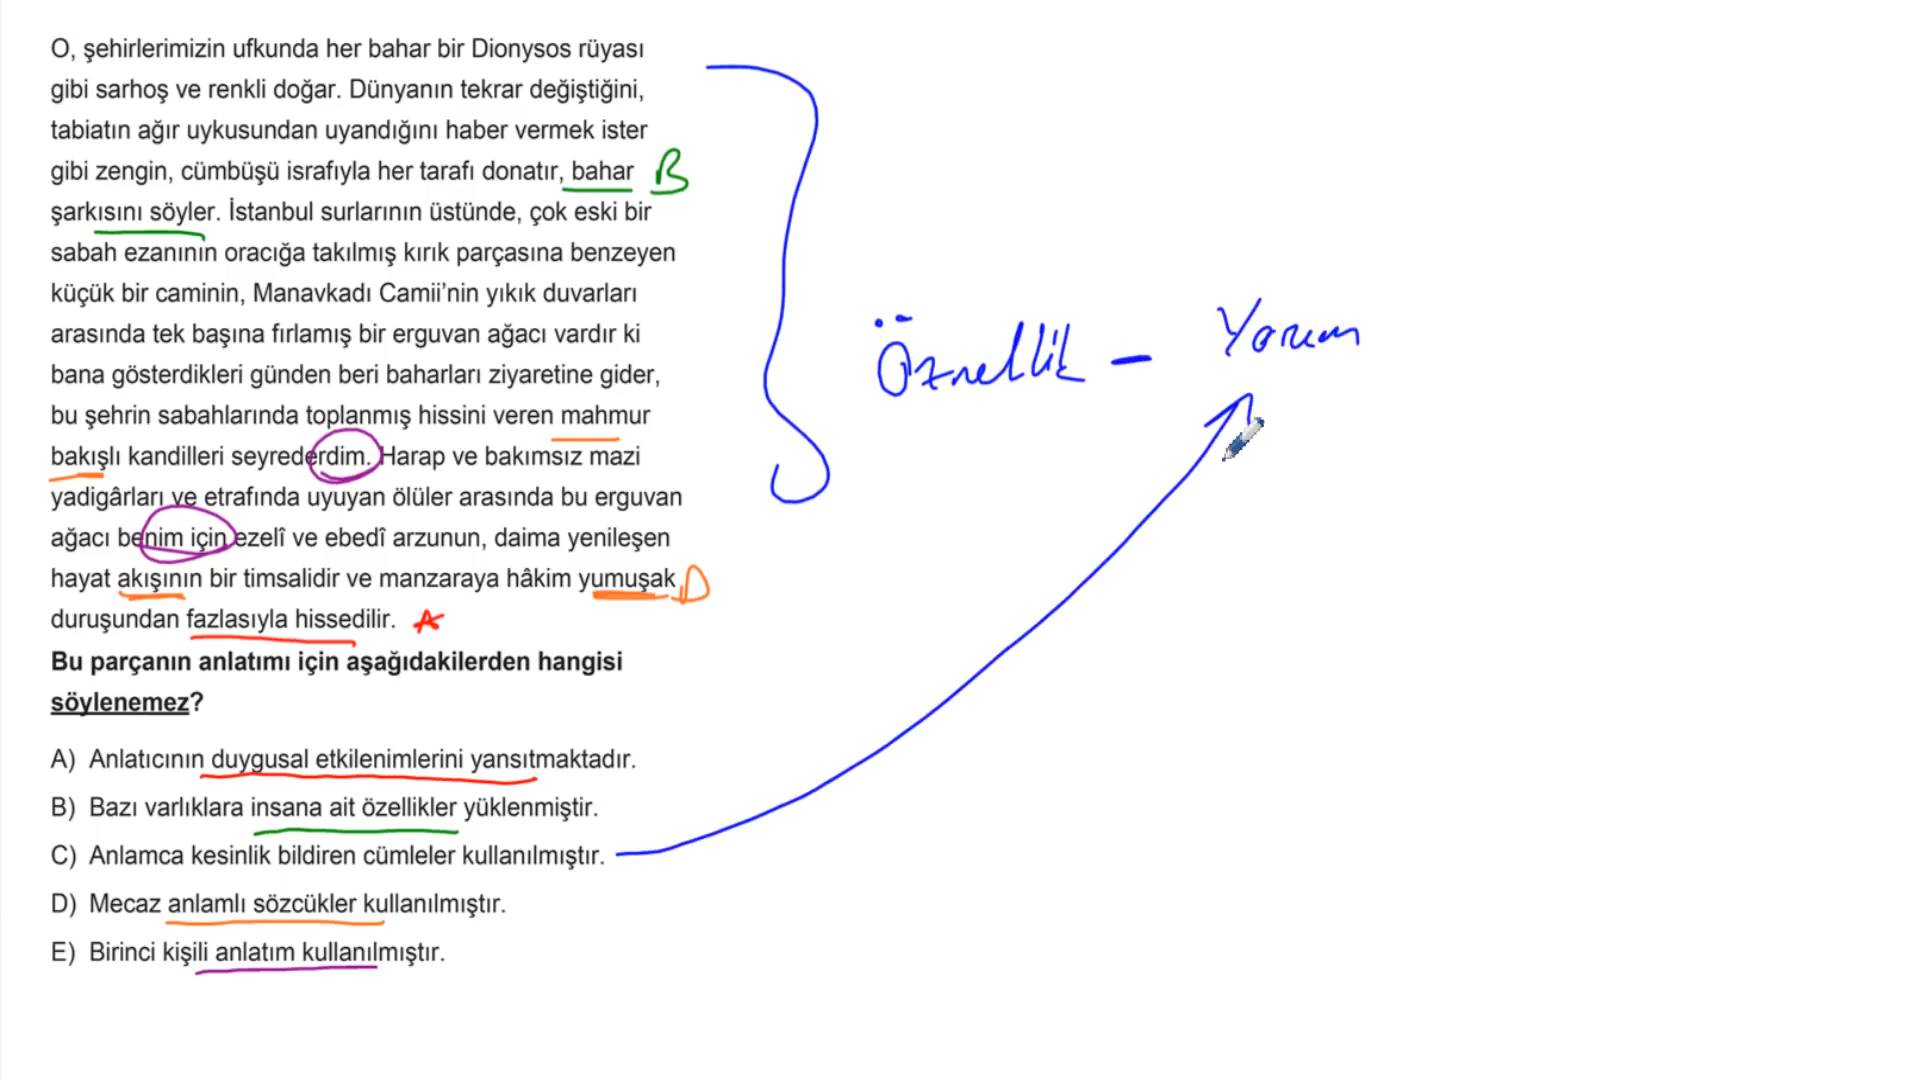 O, şehirlerimizin ufkunda her bahar bir Dionysos rüyası
gibi sarhoş ve renkli doğar. Dünyanın tekrar değiştiğini,
tabiatın ağır uykusundan uyandığını haber vermek ister
gibi zengin, cümbüşü israfıyla her tarafı donatır, bahar B
şarkısını söyler. İstanbul surlarının üstünde, çok eski bir
sabah ezanının oracığa takılmış kırık parçasına benzeyen
küçük bir caminin, Manavkadı Camii’nin yıkık duvarları
arasında tek başına fırlamış bir erguvan ağacı vardır ki
bana gösterdikleri günden beri baharları ziyaretine gider,
bu şehrin sabahlarında toplanmış hissini veren mahmur
bakışlı kandilleri seyrederdim. Harap ve bakımsız mazi
yadigârları ve etrafında uyuyan ölüler arasında bu erguvan
ağacı benim için ezelî ve ebedî arzunun, daima yenileşen
hayat akışının bir timsalidir ve manzaraya hâkim yumuşak D
duruşundan fazlasıyla hissedilir. A
Bu parçanın anlatımı için aşağıdakilerden hangisi
söylenemez?
A) Anlatıcının duygusal etkilenimlerini yansıtmaktadır.
B) Bazı varlıklara insana ait özellikler yüklenmiştir.
C) Anlamca kesinlik bildiren cümleler kullanılmıştır.
D) Mecaz anlamlı sözcükler kullanılmıştır.
E) Birinci kişili anlatım kullanılmıştır.
Öznellik – Yorum